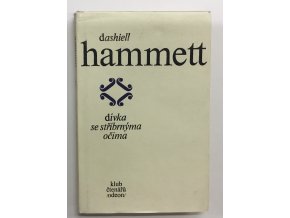 dashiell
hammett
dívka
se stříbrnýma
očima
klub
čtenářů
/odeon/